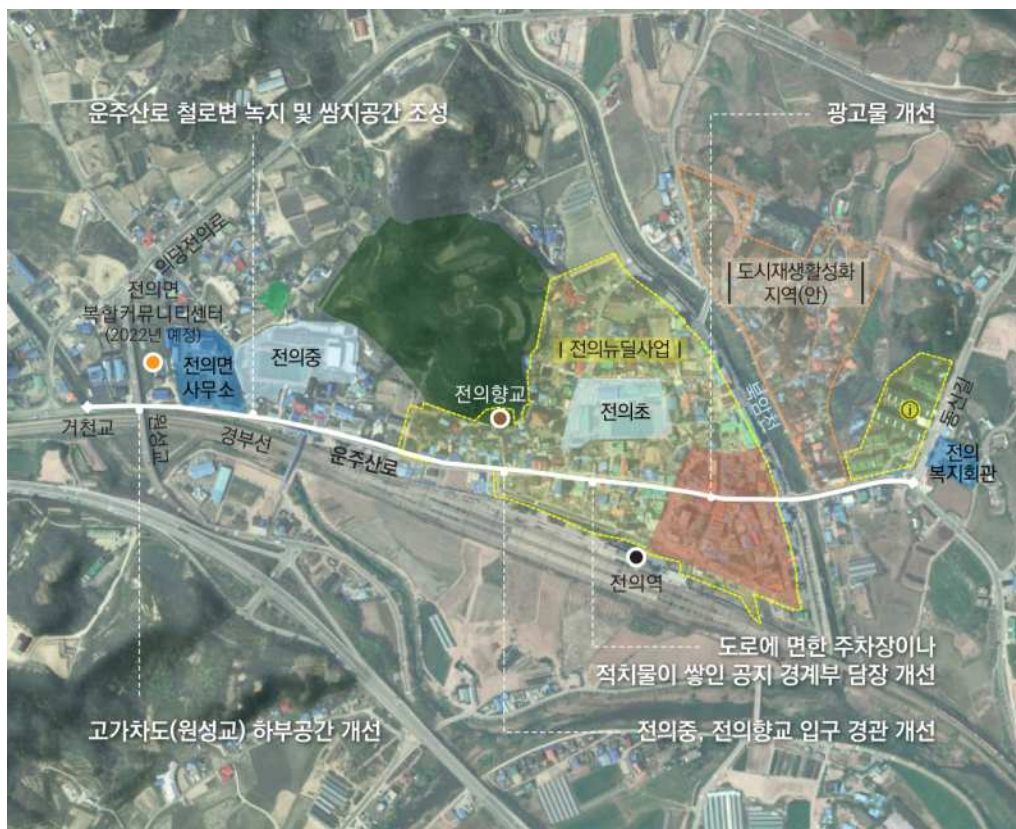 운주산로 철로변 녹지 및 쌈지공간 조성
광고물 개선
의당전의로
전의면
복합커뮤니티센터
(2022년 예정)
전의면
사무소
전의중
도시재생활성화
지역(안)
전의뉴딜사업
전의향교
전의초
북암천
동산길
전의
복지회관
거천교
원성교
경부선
운주산로
전의역
도로에 면한 주차장이나
적치물이 쌓인 공지 경계부 담장 개선
고가차도(원성교) 하부공간 개선
전의중, 전의향교 입구 경관 개선